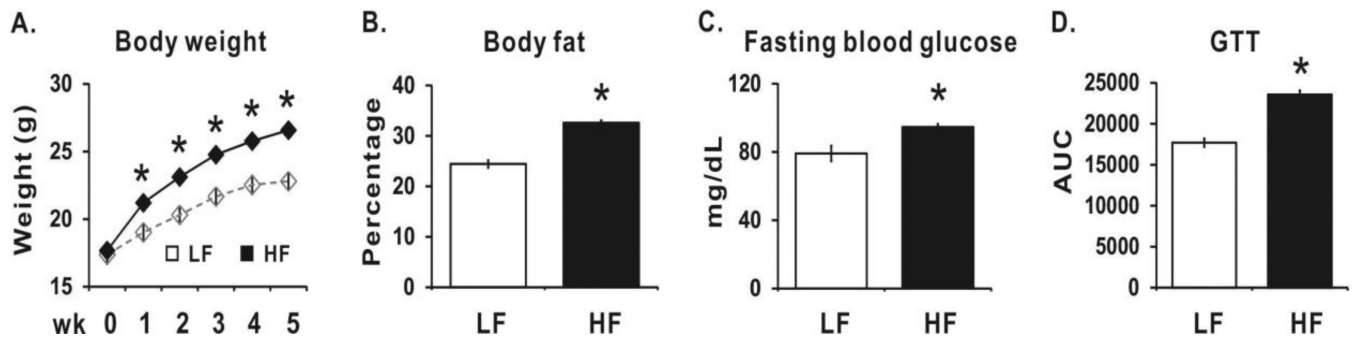 A.
Body weight
Weight (g)
30
25
20
15
* * * * *
LF HF
wk 0 1 2 3 4 5
B.
Body fat
Percentage
40
30
20
10
0
*
LF HF
C.
Fasting blood glucose
mg/dL
120
80
40
0
*
LF HF
D.
GTT
AUC
25000
20000
15000
10000
5000
0
*
LF HF